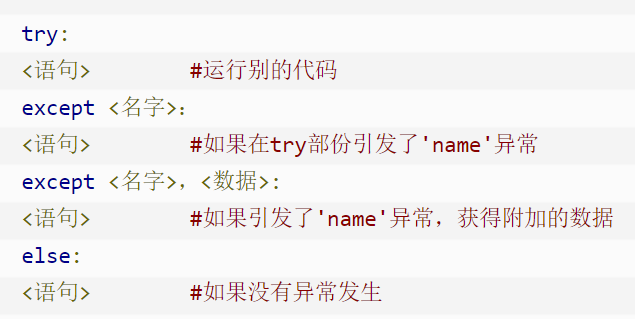 try:
<语句>        #运行别的代码
except <名字>：
<语句>        #如果在try部份引发了'name'异常
except <名字>，<数据>:
<语句>        #如果引发了'name'异常，获得附加的数据
else:
<语句>        #如果没有异常发生